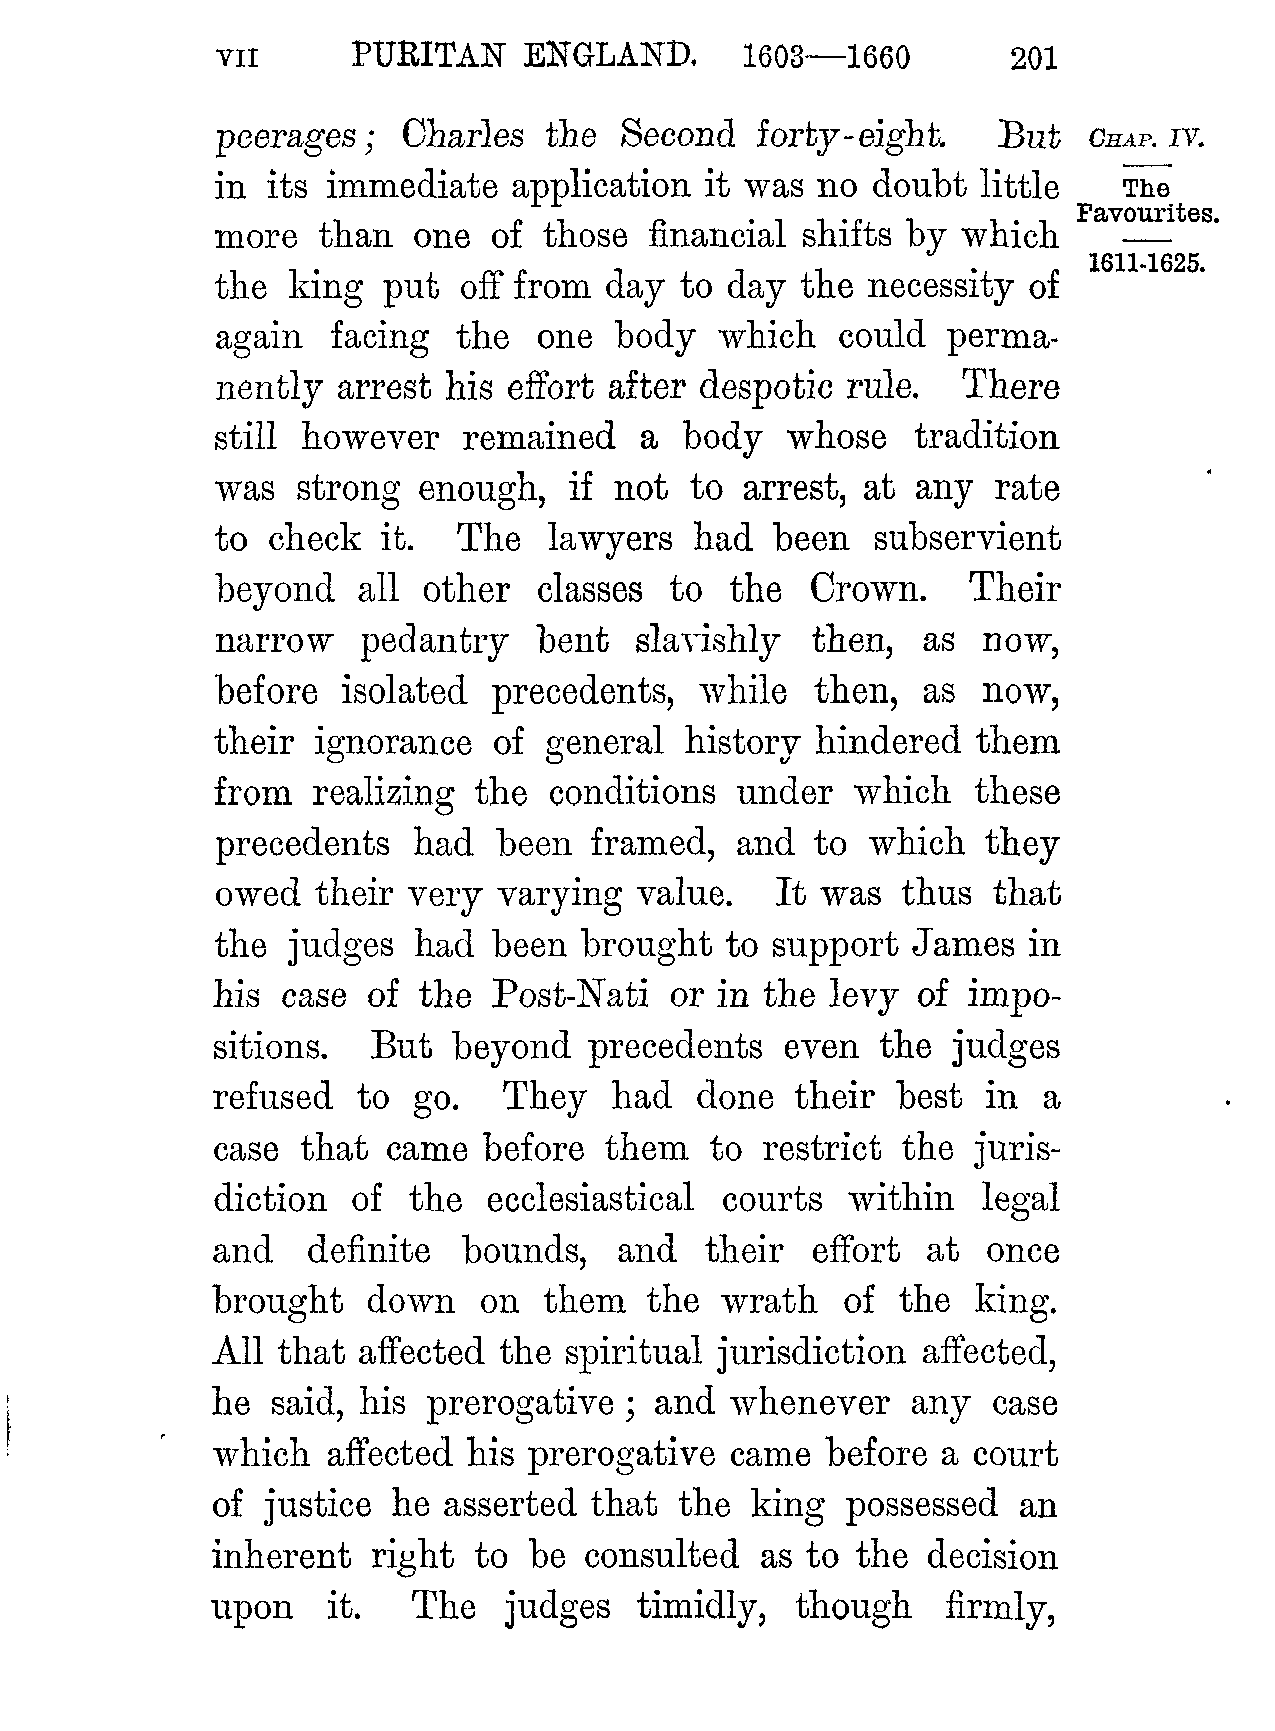 VII PURITAN ENGLAND. 1603—1660 201
peerages; Charles the Second forty-eight. But
in its immediate application it was no doubt little
more than one of those financial shifts by which
the king put off from day to day the necessity of
again facing the one body which could perma-
nently arrest his effort after despotic rule. There
still however remained a body whose tradition
was strong enough, if not to arrest, at any rate
to check it. The lawyers had been subservient
beyond all other classes to the Crown. Their
narrow pedantry bent slavishly then, as now,
before isolated precedents, while then, as now,
their ignorance of general history hindered them
from realizing the conditions under which these
precedents had been framed, and to which they
owed their very varying value. It was thus that
the judges had been brought to support James in
his case of the Post-Nati or in the levy of impo-
sitions. But beyond precedents even the judges
refused to go. They had done their best in a
case that came before them to restrict the juris-
diction of the ecclesiastical courts within legal
and definite bounds, and their effort at once
brought down on them the wrath of the king.
All that affected the spiritual jurisdiction affected,
he said, his prerogative; and whenever any case
which affected his prerogative came before a court
of justice he asserted that the king possessed an
inherent right to be consulted as to the decision
upon it. The judges timidly, though firmly,
CHAP. IV.
The
Favourites.
1611-1625.